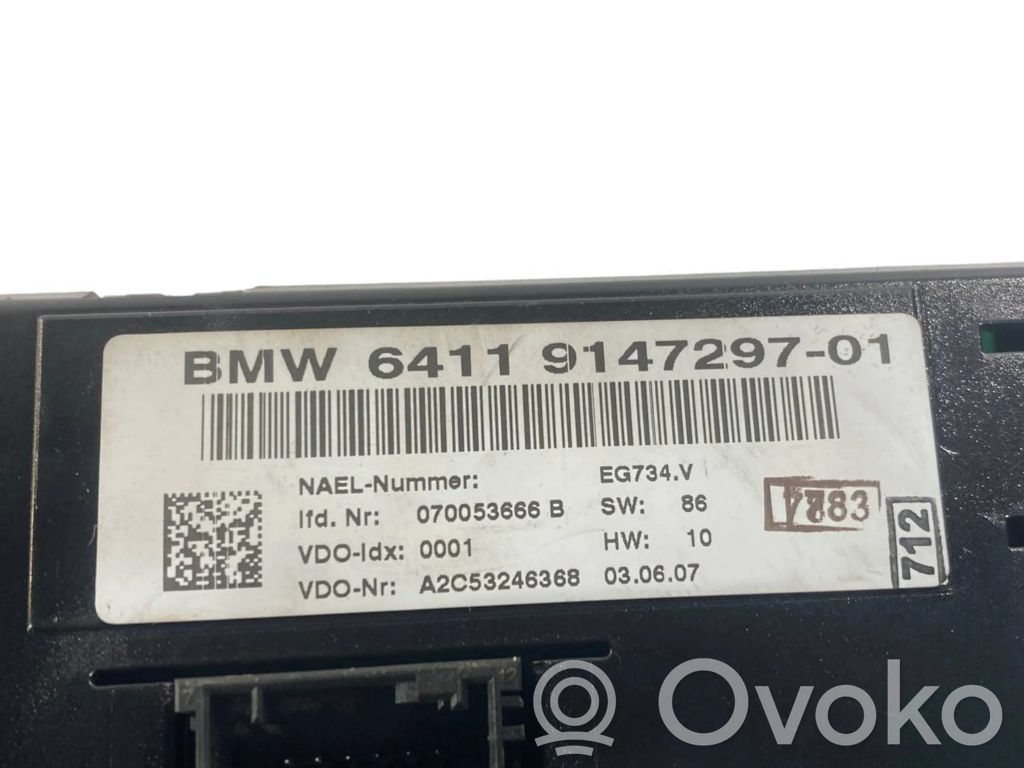 BMW 6411 9147297-01
NAEL-Nummer: EG734.V
lfd. Nr: 070053666 B SW: 86
VDO-Idx: 0001 HW: 10
VDO-Nr: A2C53246368 03.06.07
712
12
Ovoko